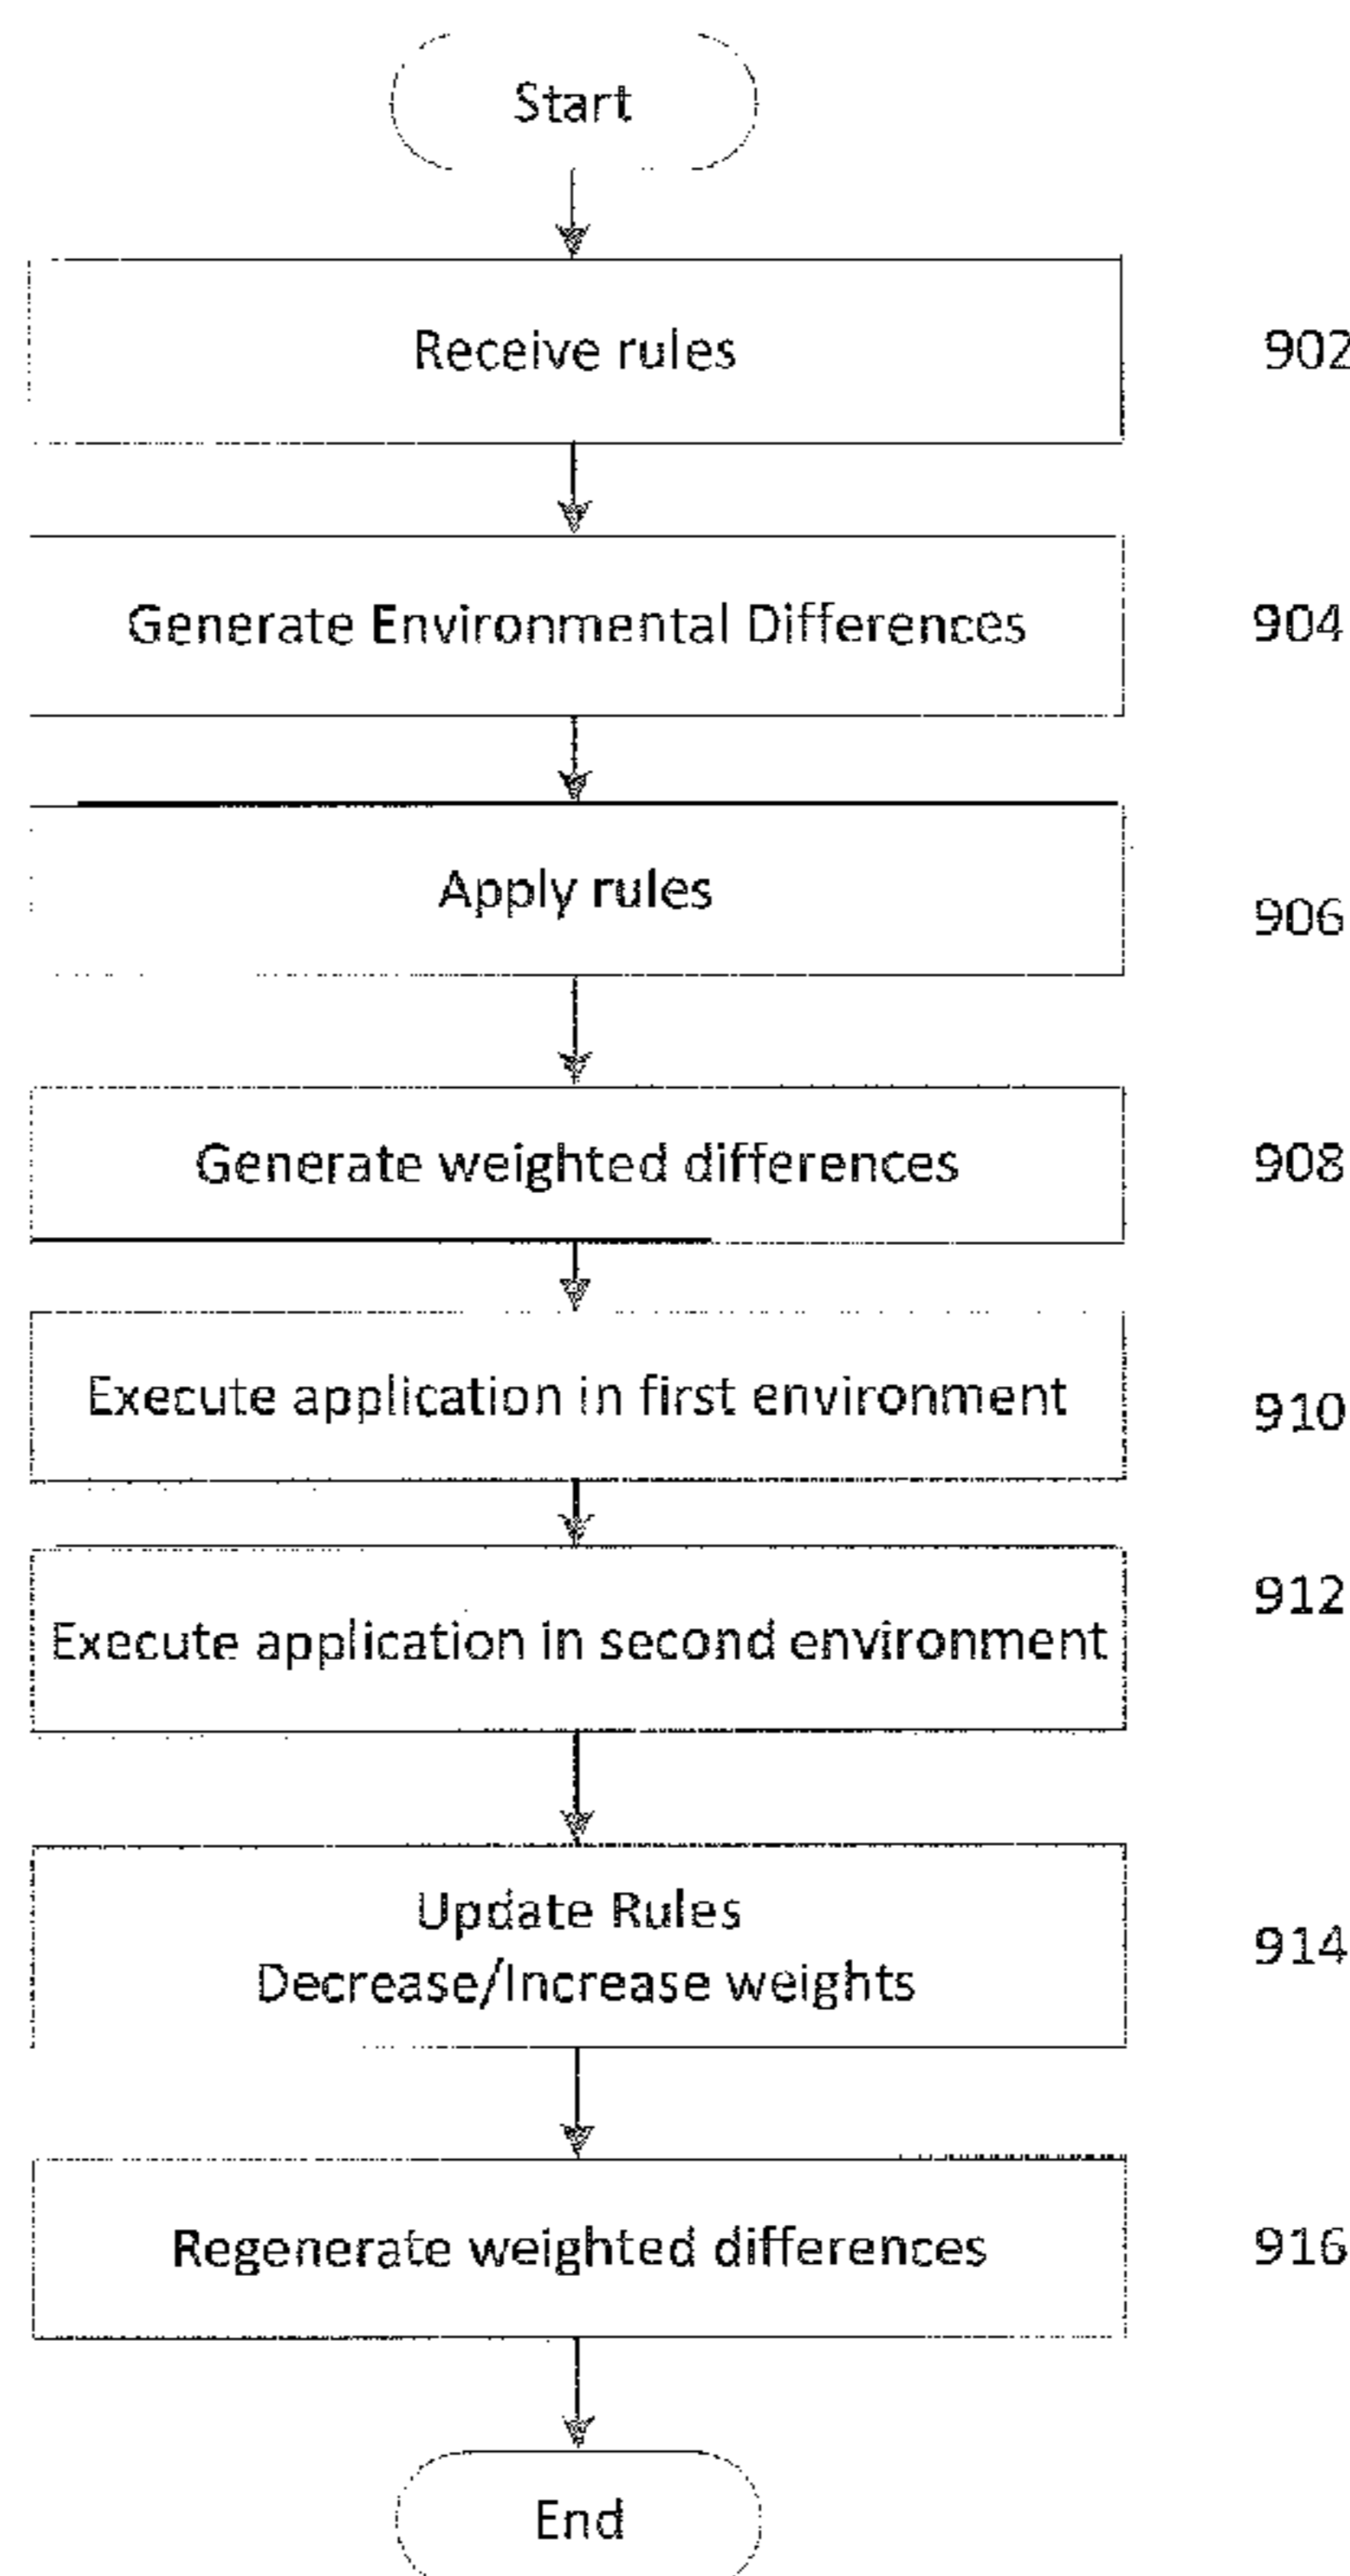 Start
Receive rules
902
Generate Environmental Differences
904
Apply rules
906
Generate weighted differences
908
Execute application in first environment
910
Execute application in second environment
912
Update Rules
Decrease/Increase weights
914
Regenerate weighted differences
916
End